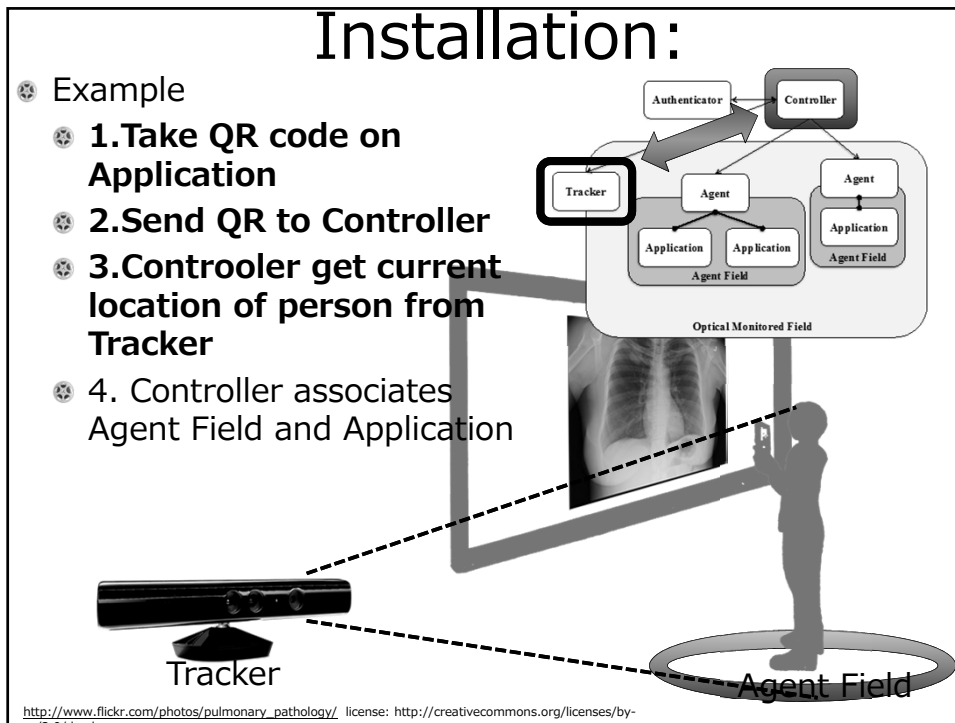 Installation:
Example
1.Take QR code on
Application
2.Send QR to Controller
3.Controoler get current
location of person from
Tracker
4. Controller associates
Agent Field and Application
Authenticator
Controller
Tracker
Agent
Agent
Application
Application
Application
Agent Field
Agent Field
Optical Monitored Field
Tracker
Agent Field
http://www.flickr.com/photos/pulmonary_pathology/ license: http://creativecommons.org/licenses/by-